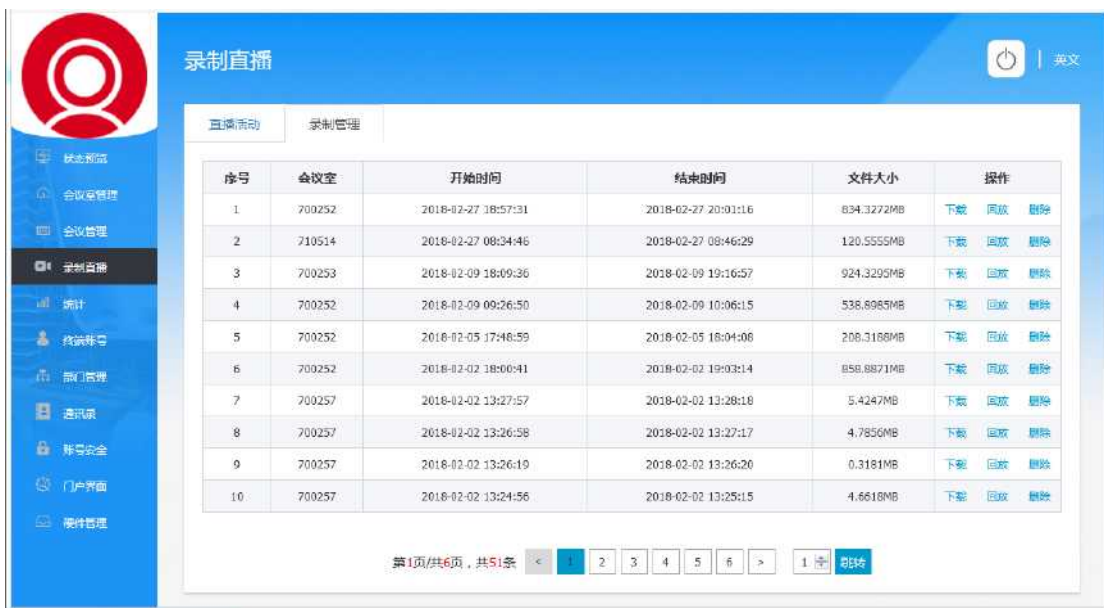 录制直播
英文
直播活动 录制管理
状态预览
会议室管理
会议管理
录制直播
统计
终端账号
部门管理
通讯录
账号安全
门户界面
硬件管理
序号 会议室 开始时间 结束时间 文件大小 操作
1 700252 2018-02-27 18:57:31 2018-02-27 20:01:16 834.3272MB 下载 回放 删除
2 710514 2018-02-27 08:34:46 2018-02-27 08:46:29 120.5555MB 下载 回放 删除
3 700253 2018-02-09 18:09:36 2018-02-09 19:16:57 924.3295MB 下载 回放 删除
4 700252 2018-02-09 09:26:50 2018-02-09 10:06:15 538.8985MB 下载 回放 删除
5 700252 2018-02-05 17:48:59 2018-02-05 18:04:08 208.3188MB 下载 回放 删除
6 700252 2018-02-02 18:00:41 2018-02-02 19:03:14 858.8871MB 下载 回放 删除
7 700257 2018-02-02 13:27:57 2018-02-02 13:28:18 5.4247MB 下载 回放 删除
8 700257 2018-02-02 13:26:58 2018-02-02 13:27:17 4.7856MB 下载 回放 删除
9 700257 2018-02-02 13:26:19 2018-02-02 13:26:20 0.3181MB 下载 回放 删除
10 700257 2018-02-02 13:24:56 2018-02-02 13:25:15 4.6618MB 下载 回放 删除
第1页/共6页，共51条 < 1 2 3 4 5 6 > 1 跳转